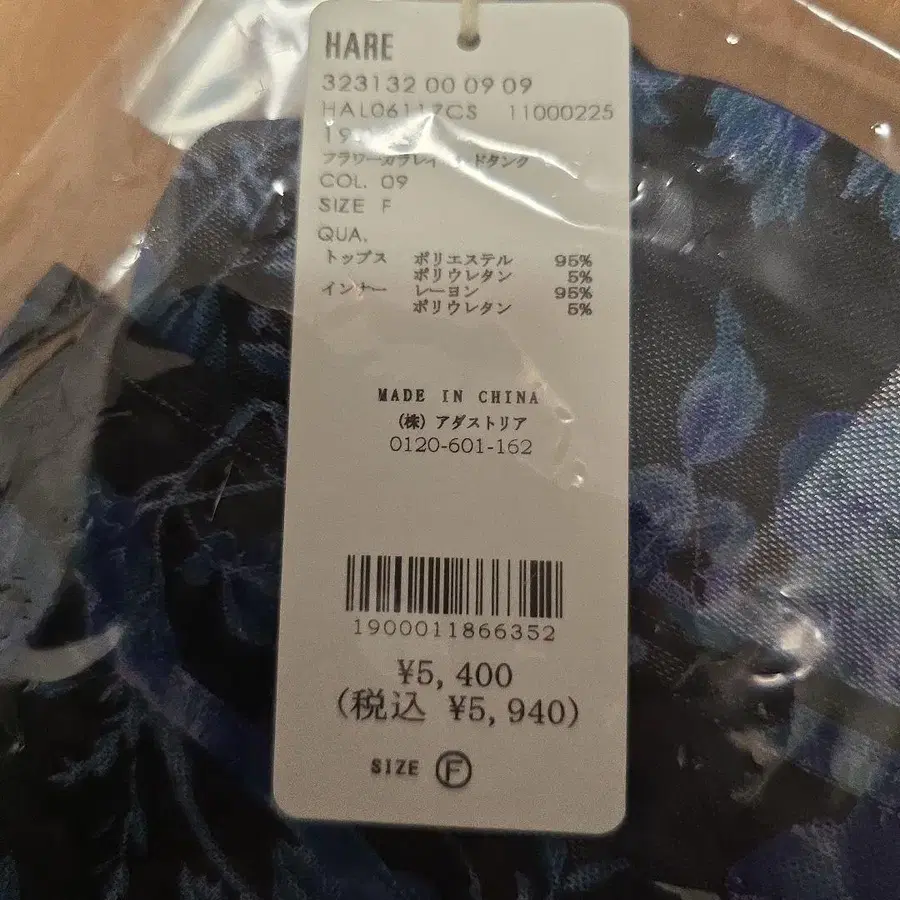 HARE
323132 00 09 09
HAL06117CS 11000225
19
COL. 09
SIZE F
QUA.
トップス ポリエステル 95%
ポリウレタン 5%
インナー レーヨン 95%
ポリウレタン 5%
MADE IN CHINA
(株)アダストリア
0120-601-162
1900011866352
¥5,400
(税込 ¥5,940)
SIZE F